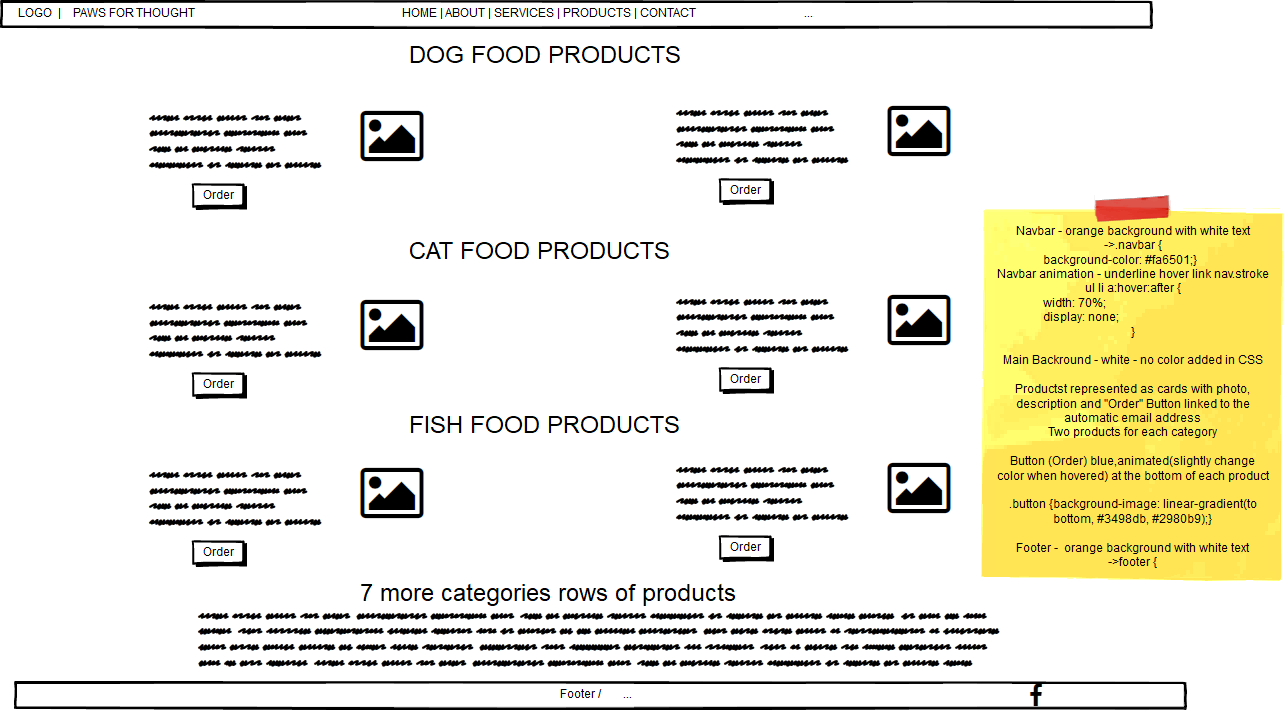 LOGO | PAWS FOR THOUGHT HOME | ABOUT | SERVICES | PRODUCTS | CONTACT ...
DOG FOOD PRODUCTS
Order Order
CAT FOOD PRODUCTS
Order Order
FISH FOOD PRODUCTS
Order Order
7 more categories rows of products
Footer / ...
f
Navbar - orange background with white text
->.navbar {
background-color: #fa6501;}
Navbar animation - underline hover link nav.stroke
ul li a:hover:after {
width: 70%;
display: none;
}
Main Backround - white - no color added in CSS
Productst represented as cards with photo,
description and "Order" Button linked to the
automatic email address
Two products for each category
Button (Order) blue,animated(slightly change
color when hovered) at the bottom of each product
.button {background-image: linear-gradient(to
bottom, #3498db, #2980b9);}
Footer - orange background with white text
->footer {